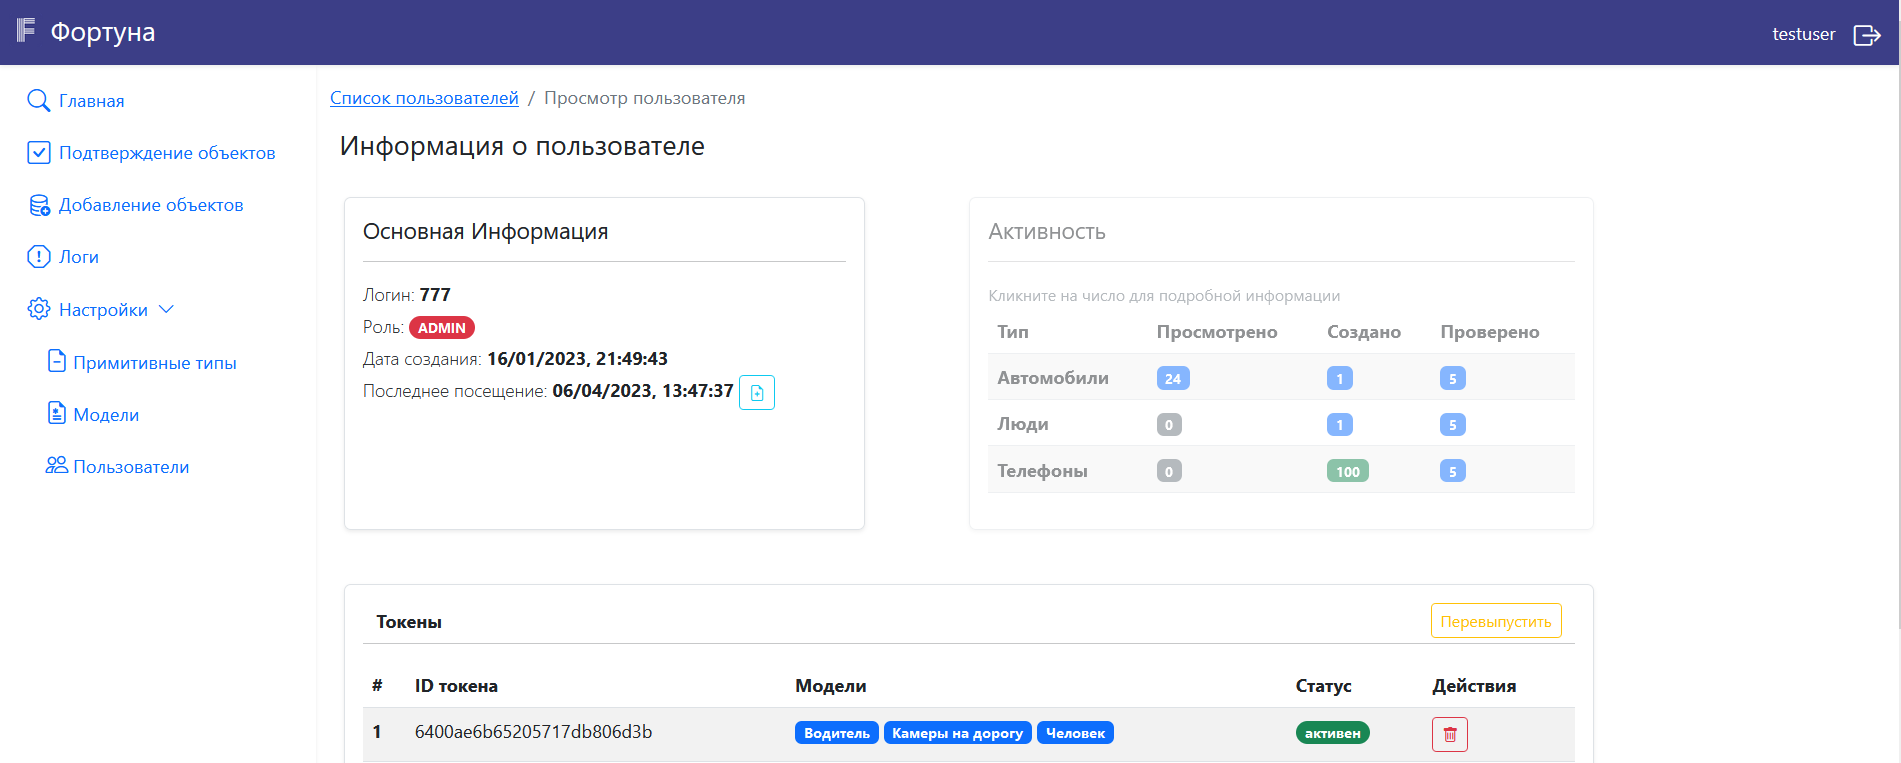 Фортуна
testuser
Главная
Подтверждение объектов
Добавление объектов
Логи
Настройки
Примитивные типы
Модели
Пользователи
Список пользователей / Просмотр пользователя
Информация о пользователе
Основная Информация
Логин: 777
Роль: ADMIN
Дата создания: 16/01/2023, 21:49:43
Последнее посещение: 06/04/2023, 13:47:37
Активность
Кликните на число для подробной информации
Тип Просмотрено Создано Проверено
Автомобили 24 1 5
Люди 0 1 5
Телефоны 0 100 5
Токены
Перевыпустить
# ID токена Модели Статус Действия
1 6400ae6b65205717db806d3b Водитель Камеры на дорогу Человек активен